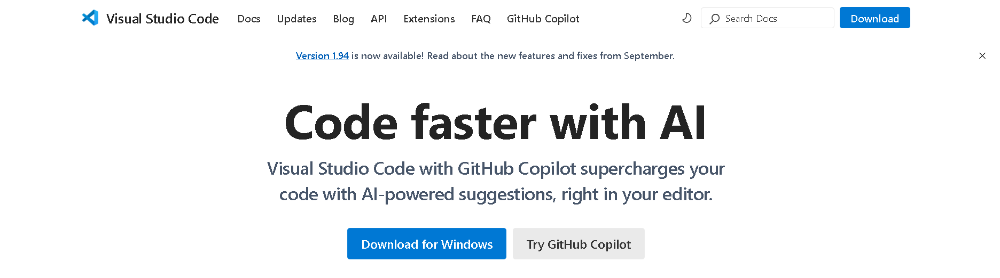 Visual Studio Code Docs Updates Blog API Extensions FAQ GitHub Copilot Search Docs Download
Version 1.94 is now available! Read about the new features and fixes from September.
Code faster with AI
Visual Studio Code with GitHub Copilot supercharges your
code with AI-powered suggestions, right in your editor.
Download for Windows Try GitHub Copilot